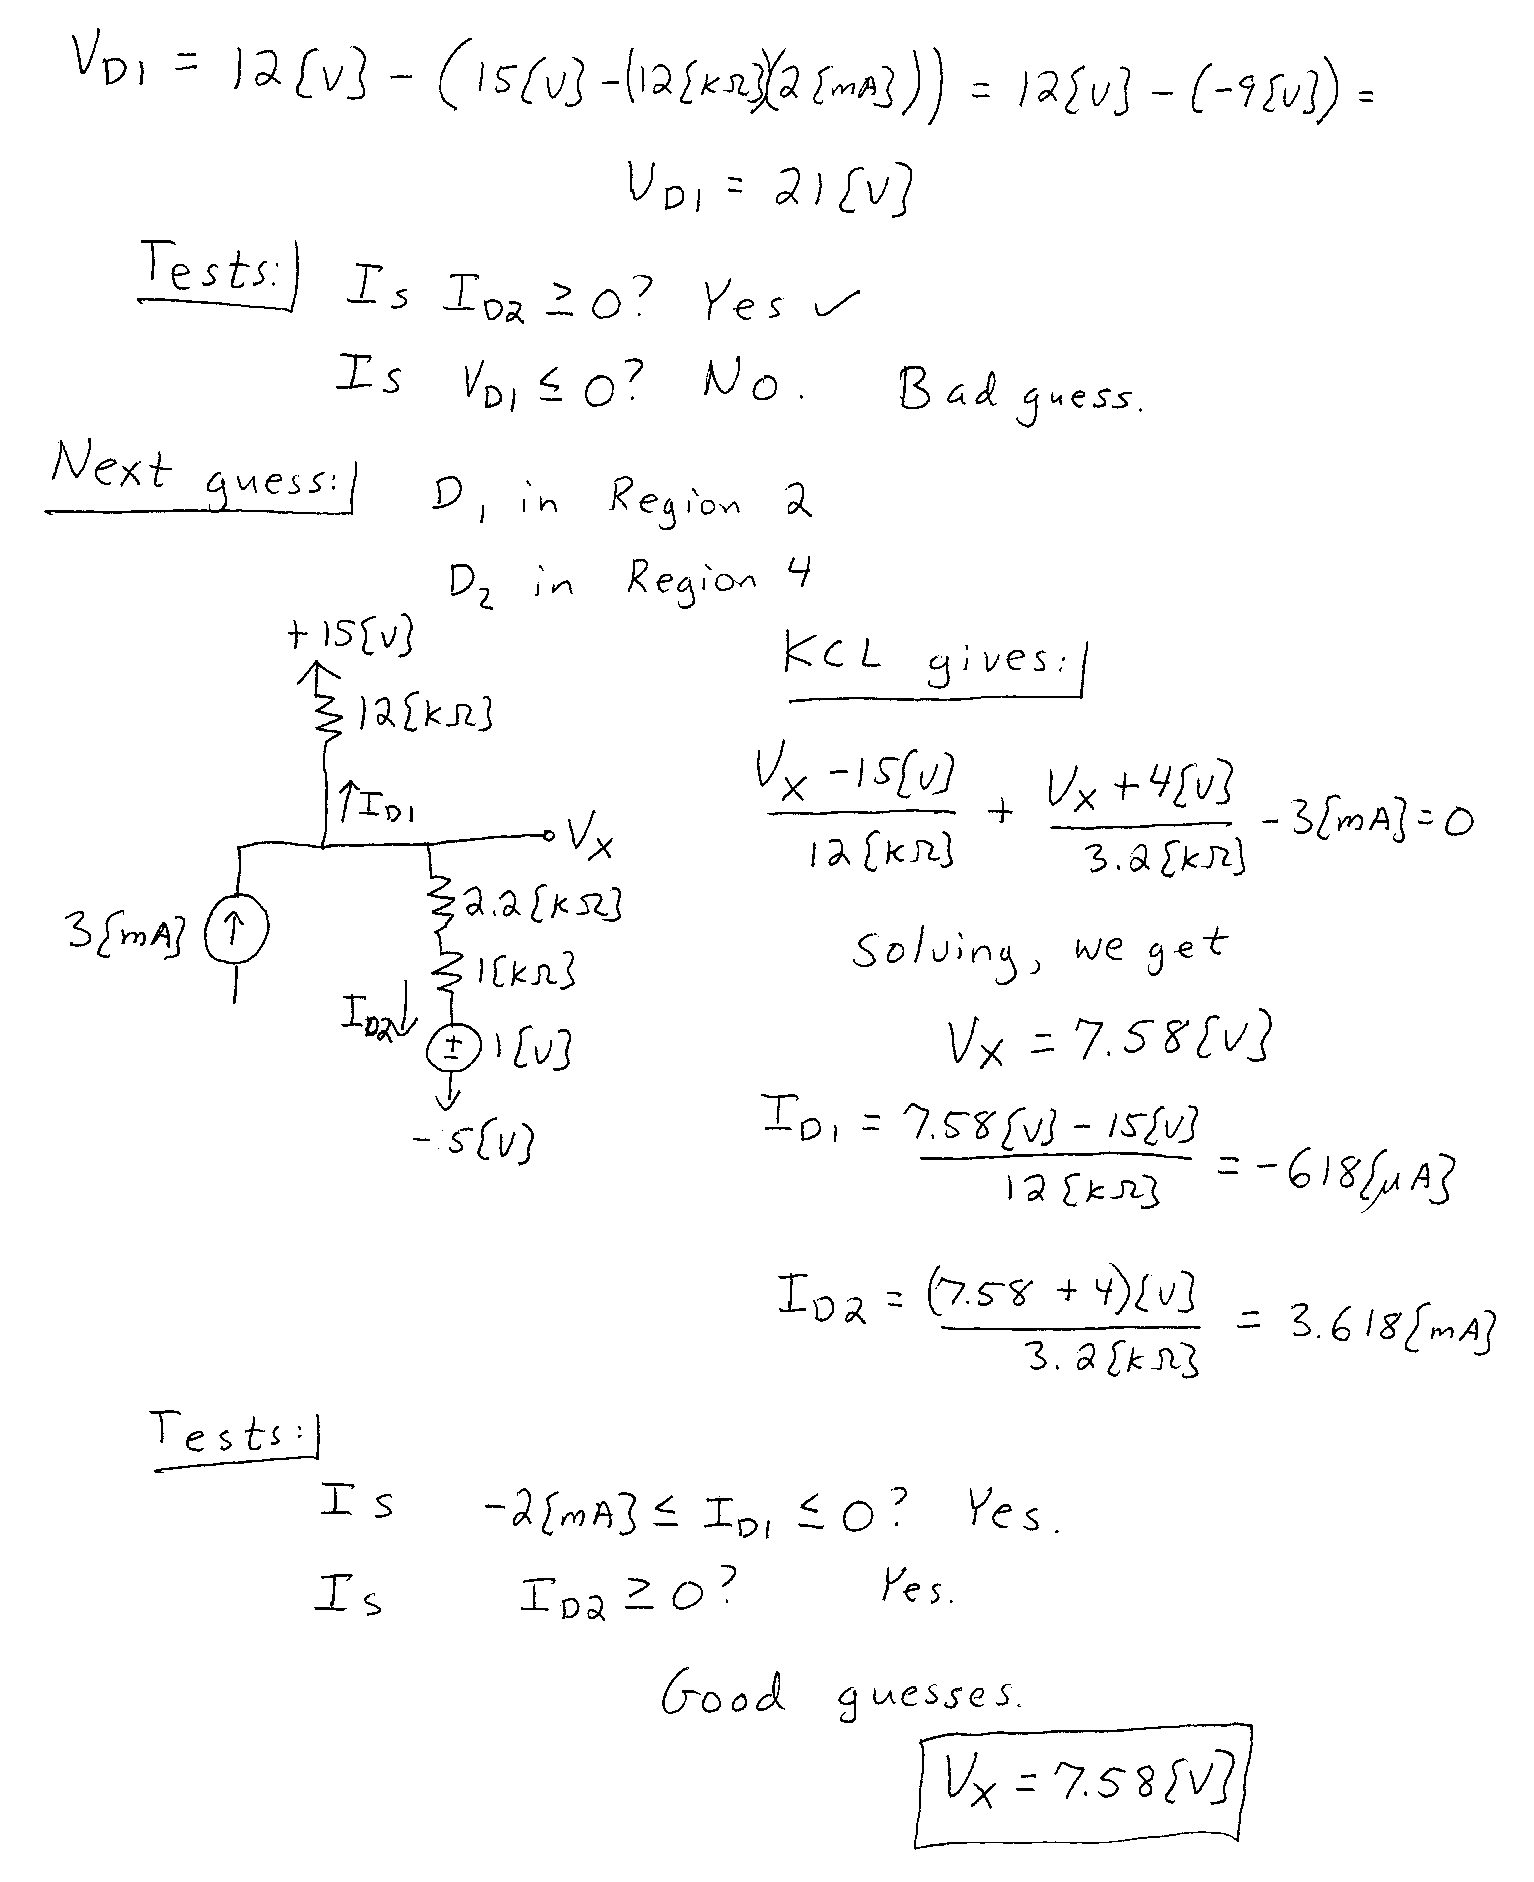 V_D1 = 12{V} - (15{V} - (12{kΩ})(2{mA})) = 12{V} - (-9{V}) =
V_D1 = 21{V}
Tests:
Is I_D2 ≥ 0? Yes ✓
Is V_D1 ≤ 0? No. Bad guess.
Next guess:
D_1 in Region 2
D_2 in Region 4
+15{V}
12{kΩ}
↑I_D1
V_X
3{mA}
↑
2.2{kΩ}
1{kΩ}
I_D2↓
± 1{V}
-5{V}
KCL gives:
(V_X - 15{V})/(12{kΩ}) + (V_X + 4{V})/(3.2{kΩ}) - 3{mA} = 0
Solving, we get
V_X = 7.58{V}
I_D1 = (7.58{V} - 15{V})/(12{kΩ}) = -618{μA}
I_D2 = ((7.58 + 4){V})/(3.2{kΩ}) = 3.618{mA}
Tests:
Is -2{mA} ≤ I_D1 ≤ 0? Yes.
Is I_D2 ≥ 0? Yes.
Good guesses.
V_X = 7.58{V}